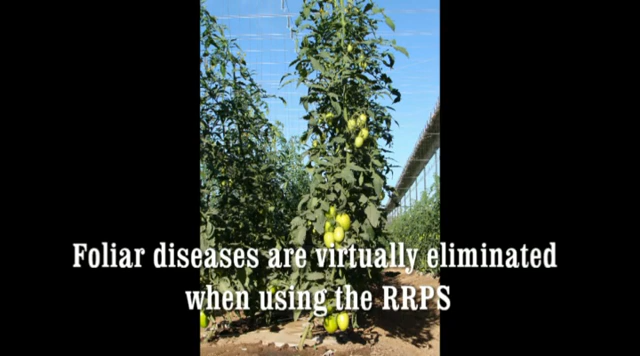 Foliar diseases are virtually eliminated
when using the RRPS